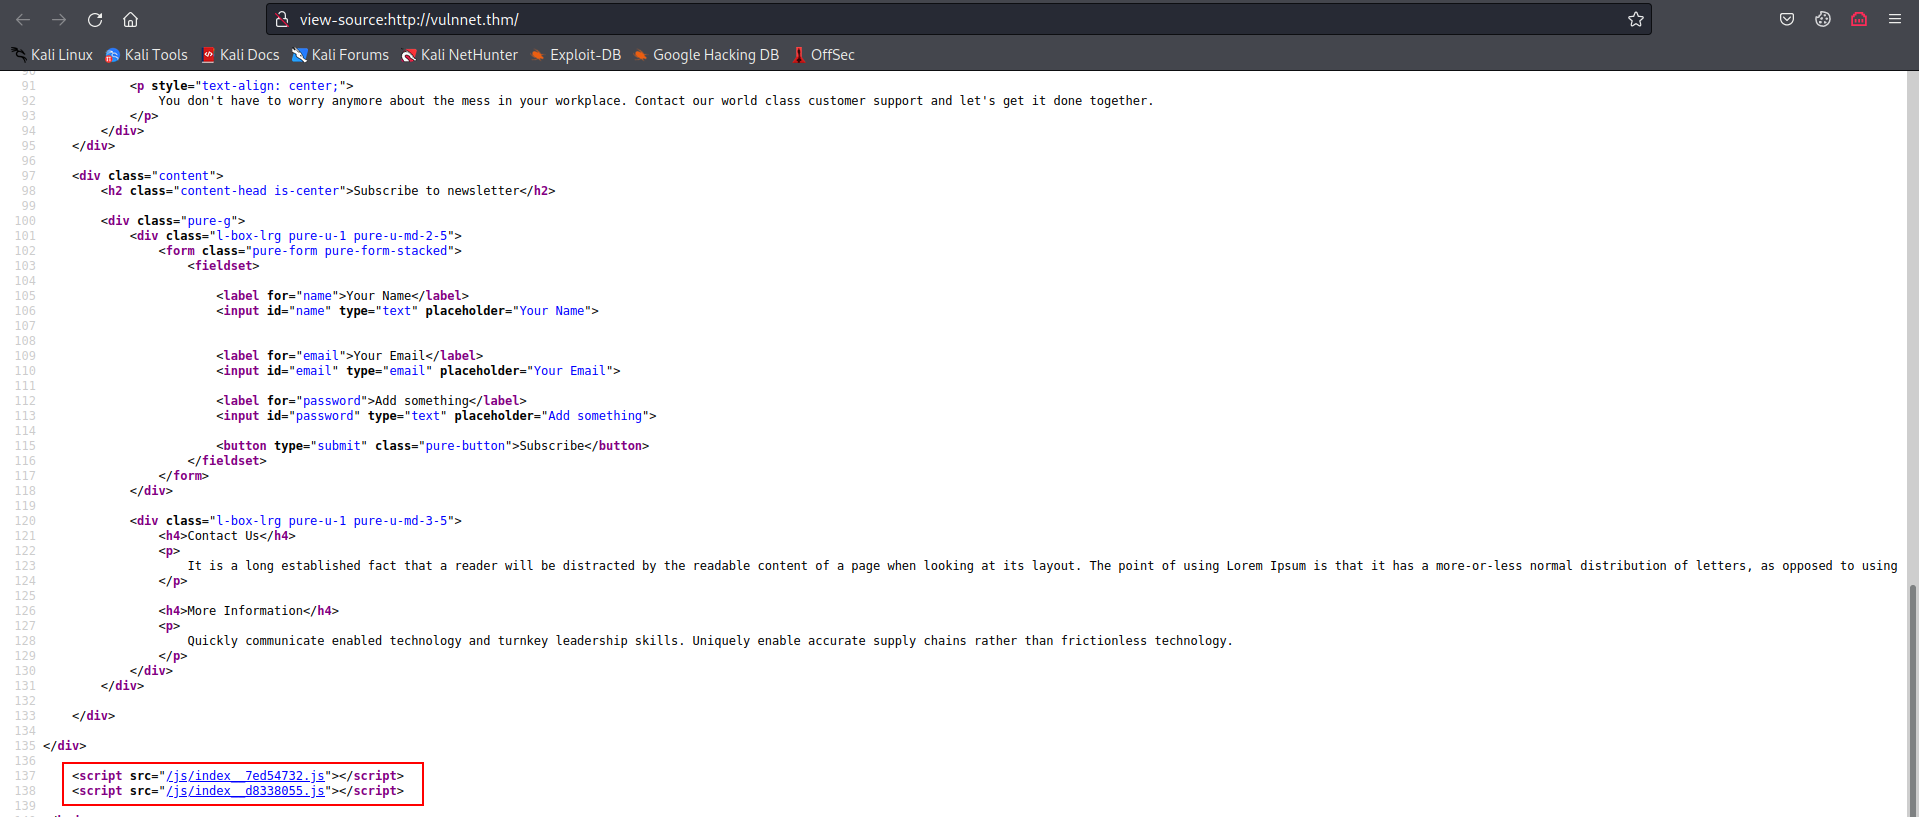 view-source:http://vulnnet.thm/
Kali Linux Kali Tools Kali Docs Kali Forums Kali NetHunter Exploit-DB Google Hacking DB OffSec
90
91 <p style="text-align: center;">
92 You don't have to worry anymore about the mess in your workplace. Contact our world class customer support and let's get it done together.
93 </p>
94 </div>
95 </div>
96
97 <div class="content">
98 <h2 class="content-head is-center">Subscribe to newsletter</h2>
99
100 <div class="pure-g">
101 <div class="l-box-lrg pure-u-1 pure-u-md-2-5">
102 <form class="pure-form pure-form-stacked">
103 <fieldset>
104
105 <label for="name">Your Name</label>
106 <input id="name" type="text" placeholder="Your Name">
107
108
109 <label for="email">Your Email</label>
110 <input id="email" type="email" placeholder="Your Email">
111
112 <label for="password">Add something</label>
113 <input id="password" type="text" placeholder="Add something">
114
115 <button type="submit" class="pure-button">Subscribe</button>
116 </fieldset>
117 </form>
118 </div>
119
120 <div class="l-box-lrg pure-u-1 pure-u-md-3-5">
121 <h4>Contact Us</h4>
122 <p>
123 It is a long established fact that a reader will be distracted by the readable content of a page when looking at its layout. The point of using Lorem Ipsum is that it has a more-or-less normal distribution of letters, as opposed to using
124 </p>
125
126 <h4>More Information</h4>
127 <p>
128 Quickly communicate enabled technology and turnkey leadership skills. Uniquely enable accurate supply chains rather than frictionless technology.
129 </p>
130 </div>
131 </div>
132
133 </div>
134
135 </div>
136
137 <script src="/js/index__7ed54732.js"></script>
138 <script src="/js/index__d8338055.js"></script>
139